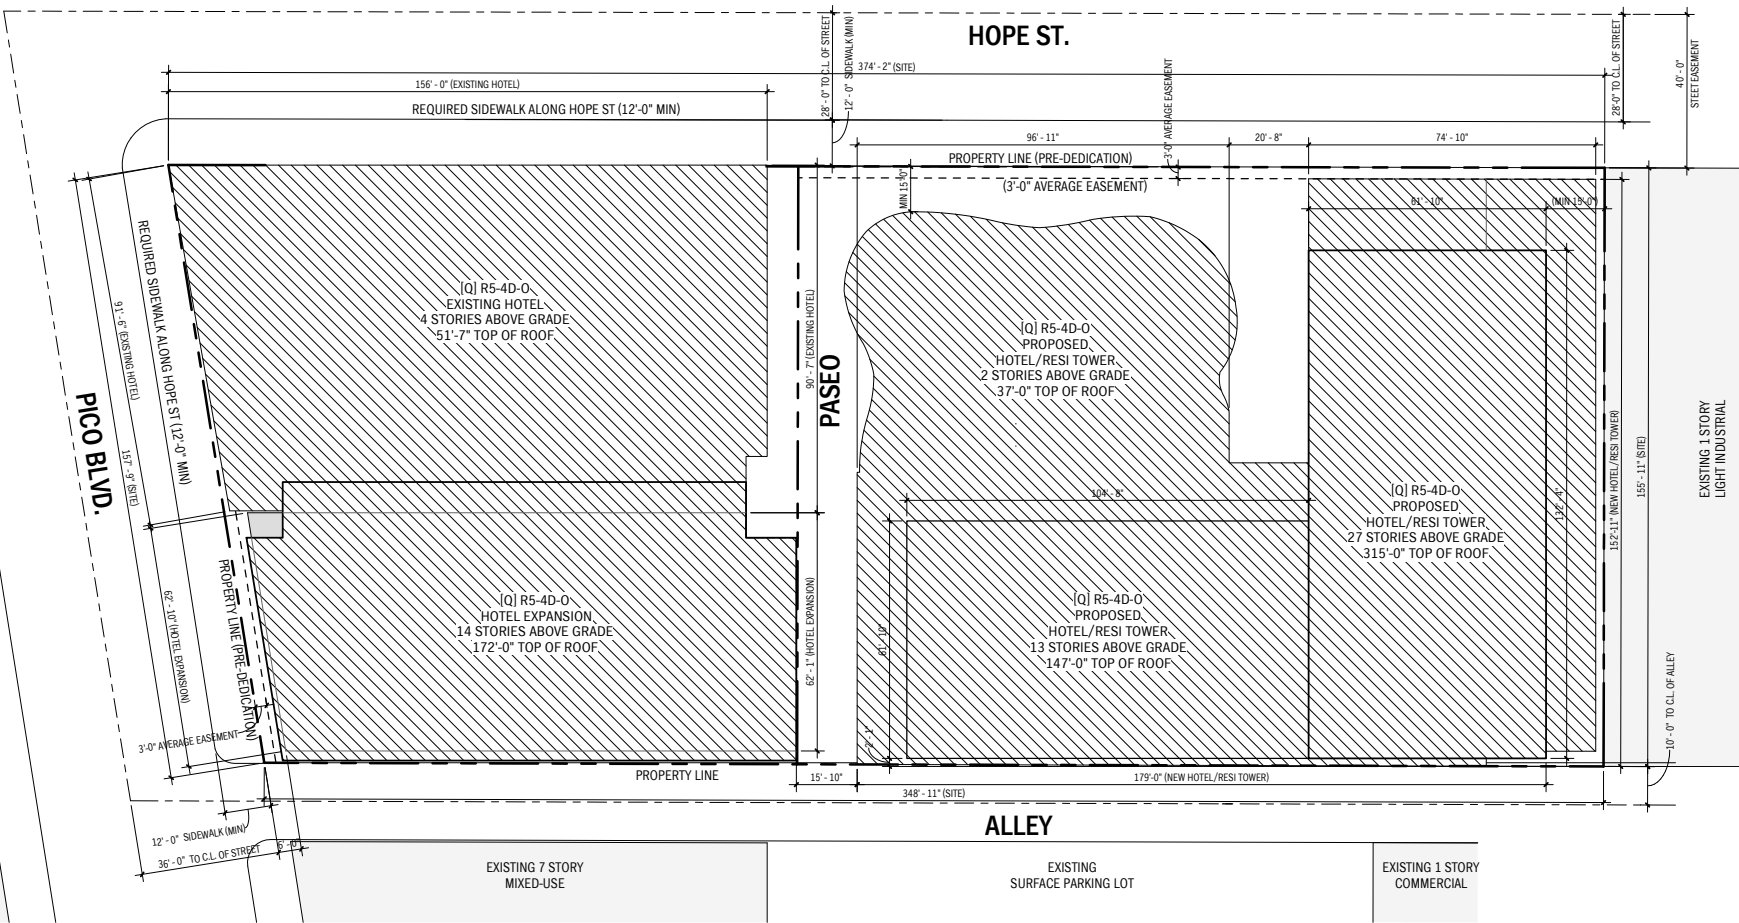 HOPE ST.
28'- 0" TO C.L. OF STREET
12' - 0" SIDEWALK (MIN)
374' - 2" (SITE)
28'-0" TO C.L. OF STREET
40' - 0"
STEET EASEMENT
156' - 0" (EXISTING HOTEL)
REQUIRED SIDEWALK ALONG HOPE ST (12'-0" MIN)
3'-0" AVERAGE EASEMENT
96' - 11"
20' - 8"
74' - 10"
PROPERTY LINE (PRE-DEDICATION)
(3'-0" AVERAGE EASEMENT)
MIN 15'-0"
61' - 10"
(MIN 15'-0")
PICO BLVD.
REQUIRED SIDEWALK ALONG HOPE ST (12'-0" MIN)
91' - 6" (EXISTING HOTEL)
157' - 9" (SITE)
62' - 10" (HOTEL EXPANSION)
PROPERTY LINE (PRE-DEDICATION)
3'-0" AVERAGE EASEMENT
[Q] R5-4D-O
EXISTING HOTEL
4 STORIES ABOVE GRADE
51'-7" TOP OF ROOF
90' - 7" (EXISTING HOTEL)
PASEO
62' - 1" (HOTEL EXPANSION)
[Q] R5-4D-O
PROPOSED
HOTEL/RESI TOWER
2 STORIES ABOVE GRADE
37'-0" TOP OF ROOF
104' - 8"
[Q] R5-4D-O
PROPOSED
HOTEL/RESI TOWER
27 STORIES ABOVE GRADE
315'-0" TOP OF ROOF
132' - 4"
152'-11" (NEW HOTEL/RESI TOWER)
155' - 11" (SITE)
EXISTING 1 STORY
LIGHT INDUSTRIAL
[Q] R5-4D-O
HOTEL EXPANSION
14 STORIES ABOVE GRADE
172'-0" TOP OF ROOF
61' - 10"
2' - 1"
[Q] R5-4D-O
PROPOSED
HOTEL/RESI TOWER
13 STORIES ABOVE GRADE
147'-0" TOP OF ROOF
10' - 0" TO C.L. OF ALLEY
PROPERTY LINE
15' - 10"
179'-0" (NEW HOTEL/RESI TOWER)
348' - 11" (SITE)
ALLEY
12' - 0" SIDEWALK (MIN)
36' - 0" TO C.L. OF STREET
6' - 0"
EXISTING 7 STORY
MIXED-USE
EXISTING
SURFACE PARKING LOT
EXISTING 1 STORY
COMMERCIAL